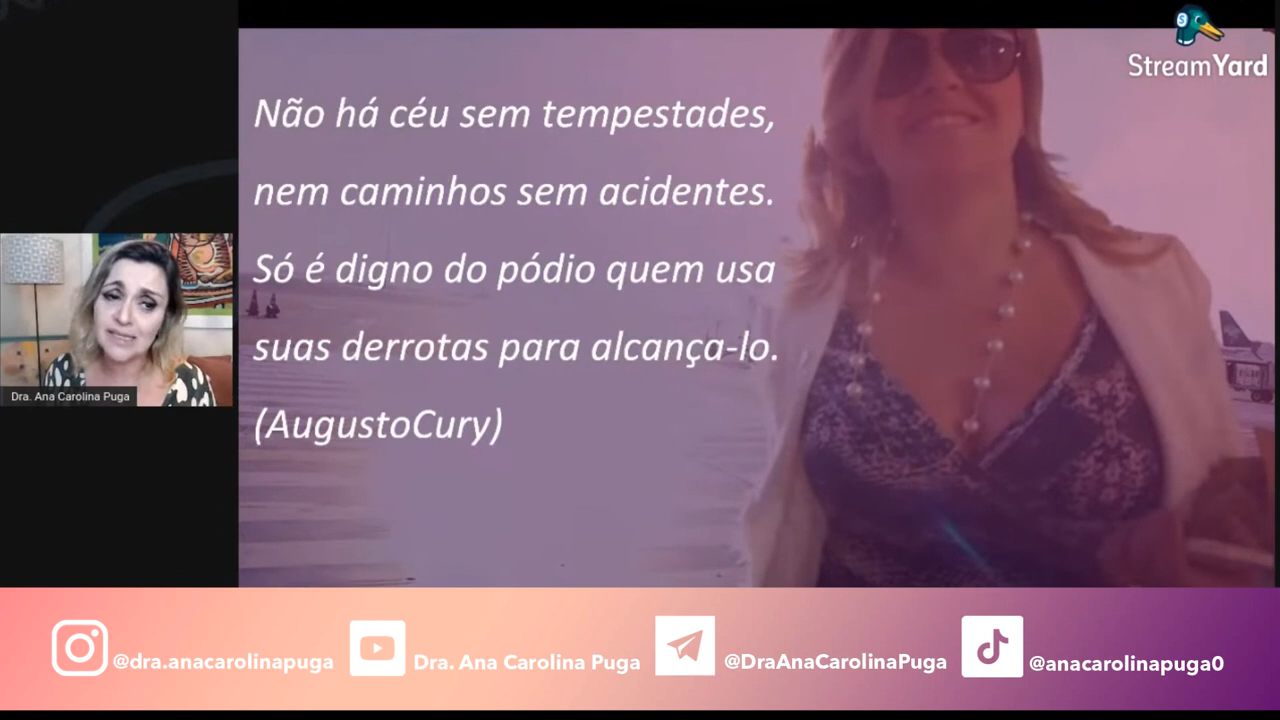 StreamYard
Não há céu sem tempestades,
nem caminhos sem acidentes.
Só é digno do pódio quem usa
suas derrotas para alcança-lo.
(AugustoCury)
Dra. Ana Carolina Puga
@dra.anacarolinapuga
Dra. Ana Carolina Puga
@DraAnaCarolinaPuga
@anacarolinapuga0